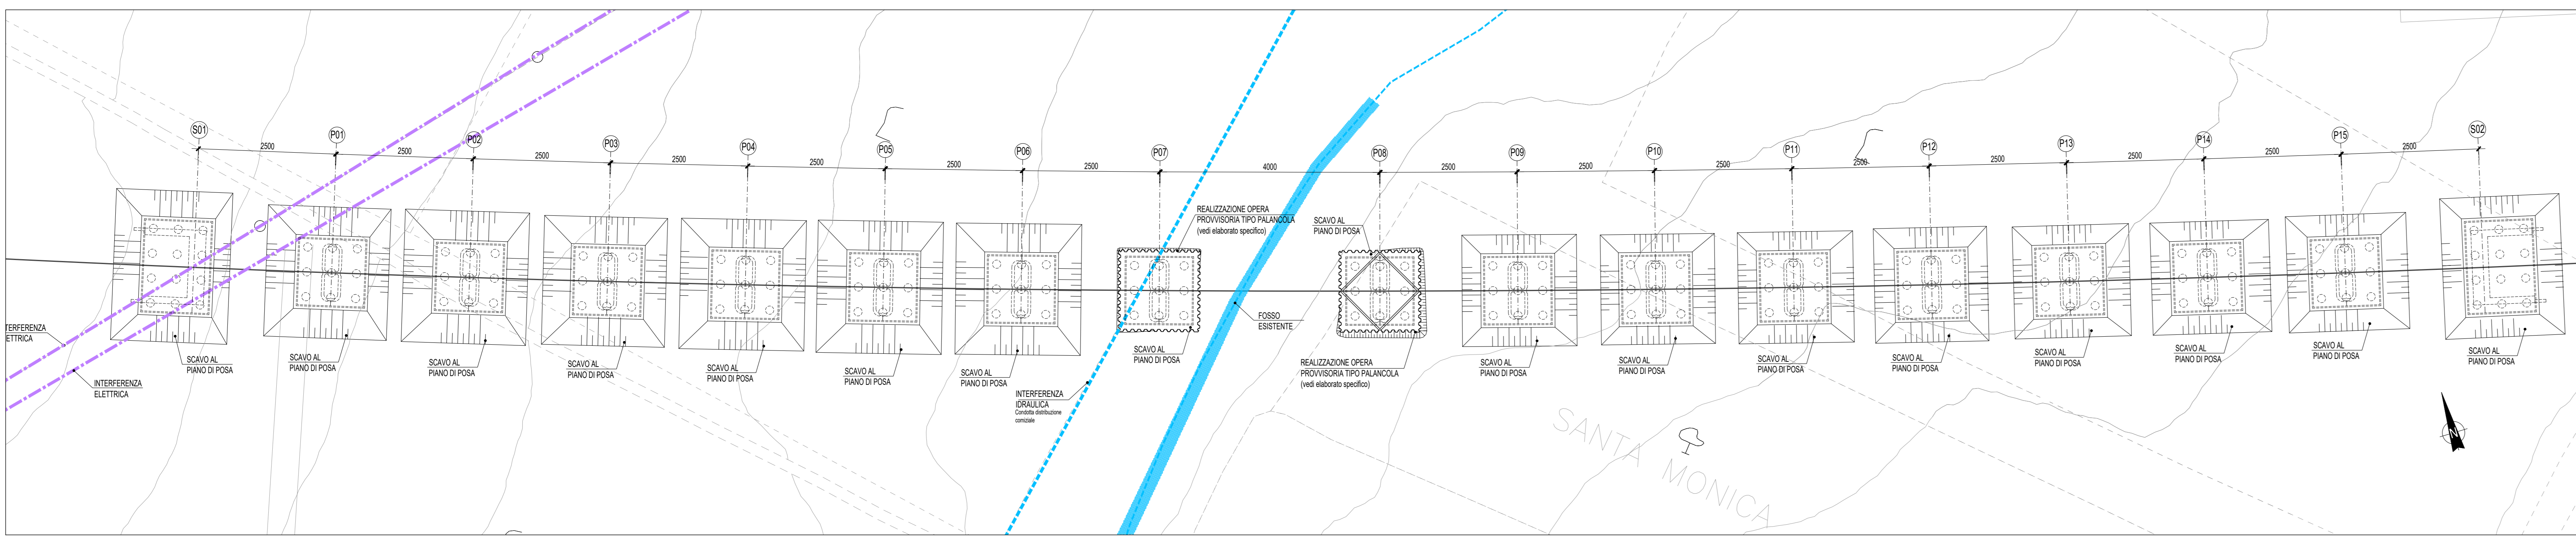 S01
P01
P02
P03
P04
P05
P06
P07
P08
P09
P10
P11
P12
P13
P14
P15
S02
2500
2500
2500
2500
2500
2500
2500
4000
2500
2500
2500
2500
2500
2500
2500
2500
REALIZZAZIONE OPERA
PROVVISORIA TIPO PALANCOLA
(vedi elaborato specifico)
SCAVO AL
PIANO DI POSA
FOSSO
ESISTENTE
TERFERENZA
ETTRICA
INTERFERENZA
ELETTRICA
SCAVO AL
PIANO DI POSA
SCAVO AL
PIANO DI POSA
SCAVO AL
PIANO DI POSA
SCAVO AL
PIANO DI POSA
SCAVO AL
PIANO DI POSA
SCAVO AL
PIANO DI POSA
SCAVO AL
PIANO DI POSA
INTERFERENZA
IDRAULICA
Condotta distribuzione
comiziale
SCAVO AL
PIANO DI POSA
REALIZZAZIONE OPERA
PROVVISORIA TIPO PALANCOLA
(vedi elaborato specifico)
SCAVO AL
PIANO DI POSA
SCAVO AL
PIANO DI POSA
SCAVO AL
PIANO DI POSA
SCAVO AL
PIANO DI POSA
SCAVO AL
PIANO DI POSA
SCAVO AL
PIANO DI POSA
SCAVO AL
PIANO DI POSA
SCAVO AL
PIANO DI POSA
SANTA MONICA
N